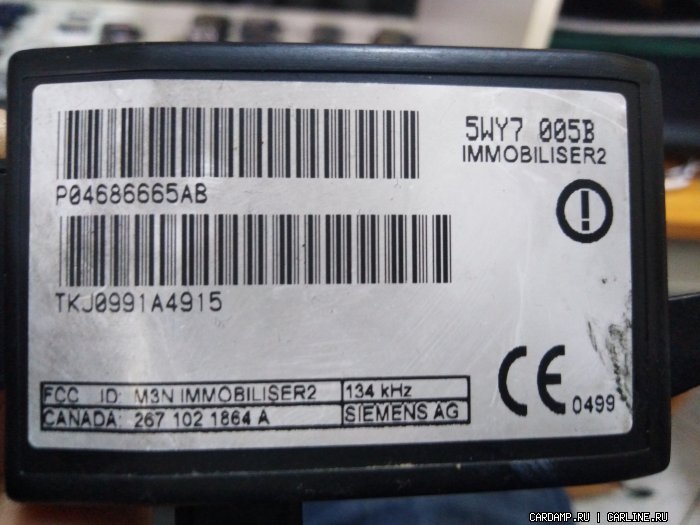 5WY7 005B
IMMOBILISER2
P04686665AB
TKJ0991A4915
FCC ID: M3N IMMOBILISER2 134 kHz
CANADA: 267 102 1864 A SIEMENS AG
CE 0499
CARDAMP.RU | CARLINE.RU